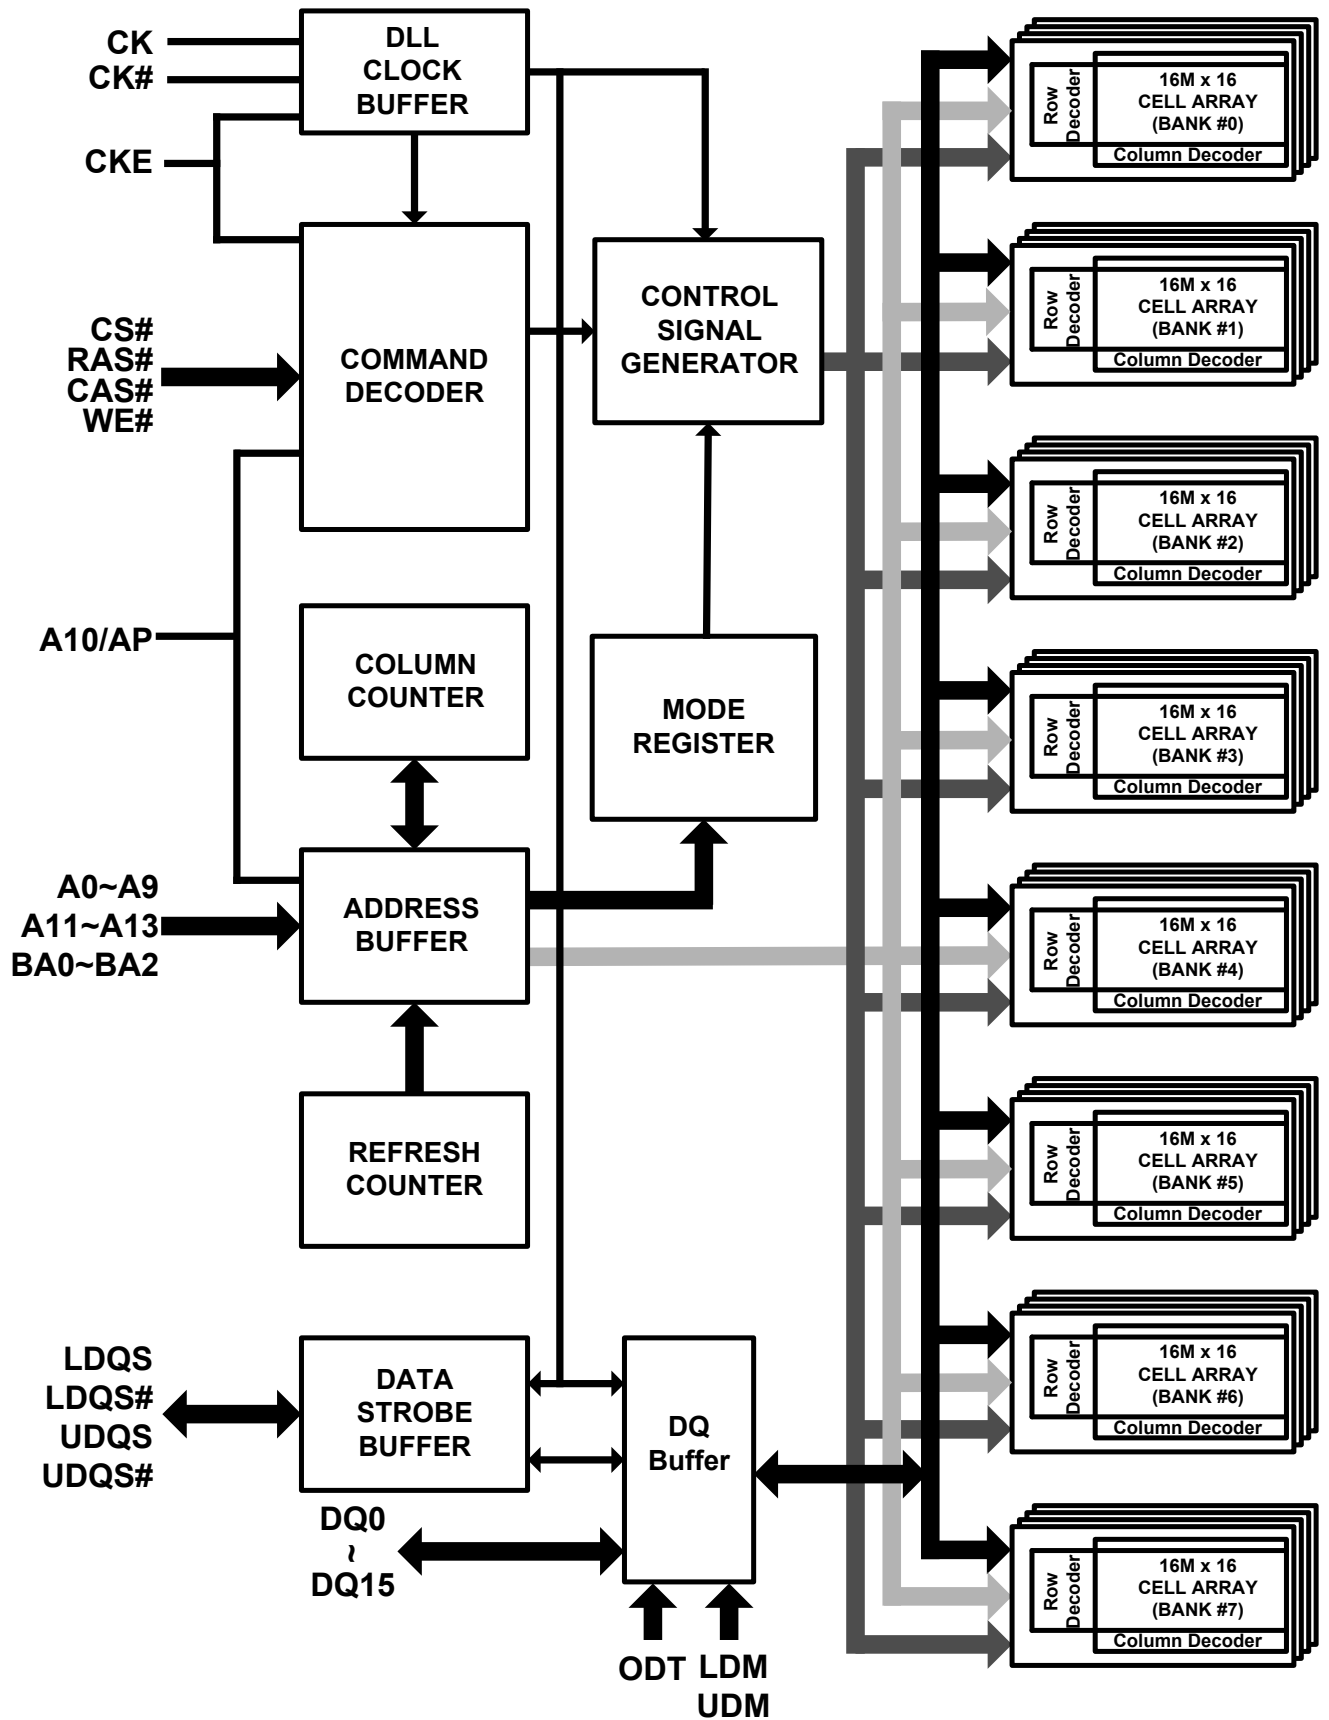 CK
CK#
CKE
CS#
RAS#
CAS#
WE#
A10/AP
A0~A9
A11~A13
BA0~BA2
LDQS
LDQS#
UDQS
UDQS#
DQ0
~
DQ15
ODT
LDM
UDM
DLL
CLOCK
BUFFER
COMMAND
DECODER
CONTROL
SIGNAL
GENERATOR
COLUMN
COUNTER
MODE
REGISTER
ADDRESS
BUFFER
REFRESH
COUNTER
DATA
STROBE
BUFFER
DQ
Buffer
Row
Decoder
16M x 16
CELL ARRAY
(BANK #0)
Column Decoder
Row
Decoder
16M x 16
CELL ARRAY
(BANK #1)
Column Decoder
Row
Decoder
16M x 16
CELL ARRAY
(BANK #2)
Column Decoder
Row
Decoder
16M x 16
CELL ARRAY
(BANK #3)
Column Decoder
Row
Decoder
16M x 16
CELL ARRAY
(BANK #4)
Column Decoder
Row
Decoder
16M x 16
CELL ARRAY
(BANK #5)
Column Decoder
Row
Decoder
16M x 16
CELL ARRAY
(BANK #6)
Column Decoder
Row
Decoder
16M x 16
CELL ARRAY
(BANK #7)
Column Decoder